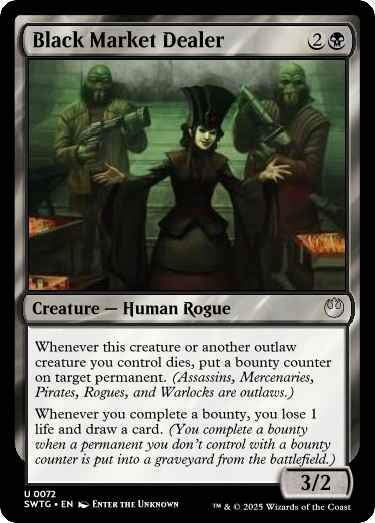 Black Market Dealer 2
Creature — Human Rogue
Whenever this creature or another outlaw
creature you control dies, put a bounty counter
on target permanent. (Assassins, Mercenaries,
Pirates, Rogues, and Warlocks are outlaws.)
Whenever you complete a bounty, you lose 1
life and draw a card. (You complete a bounty
when a permanent you don't control with a bounty
counter is put into a graveyard from the battlefield.)
3/2
U 0072
SWTG • EN Enter the Unknown
™ & © 2025 Wizards of the Coast